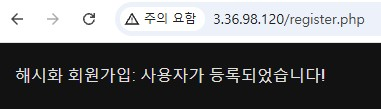 주의 요함 3.36.98.120/register.php
해시화 회원가입: 사용자가 등록되었습니다!